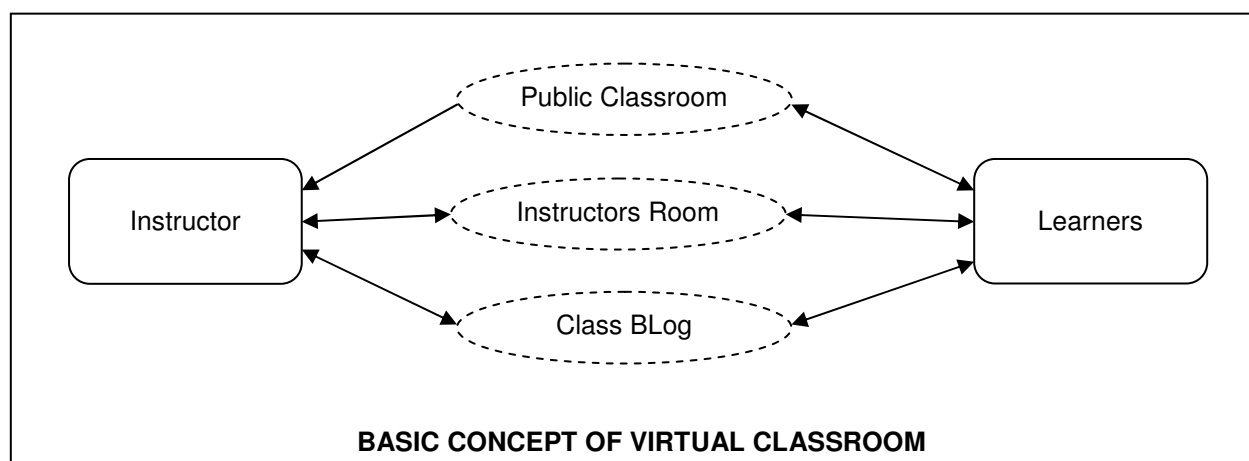 Public Classroom
Instructor
Instructors Room
Learners
Class BLog
BASIC CONCEPT OF VIRTUAL CLASSROOM